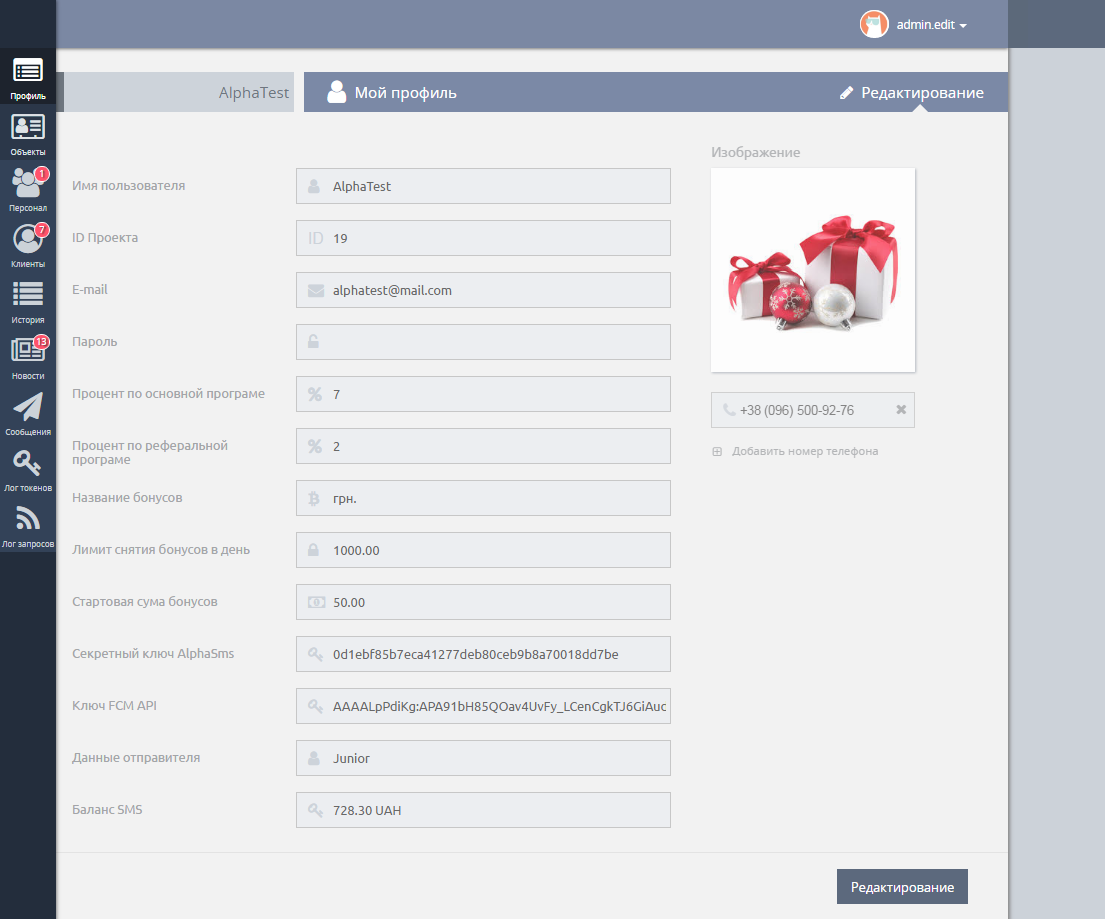 admin.edit
AlphaTest
Мой профиль
Редактирование
Профиль
Объекты
1
Персонал
7
Клиенты
История
13
Новости
Сообщения
Лог токенов
Лог запросов
Имя пользователя
AlphaTest
ID Проекта
ID 19
E-mail
alphatest@mail.com
Пароль
Процент по основной програме
% 7
Процент по реферальной
програме
% 2
Название бонусов
грн.
Лимит снятия бонусов в день
1000.00
Стартовая сума бонусов
50.00
Секретный ключ AlphaSms
0d1ebf85b7eca41277deb80ceb9b8a70018dd7be
Ключ FCM API
AAAALpPdiKg:APA91bH85QOav4UvFy_LCenCgkTJ6GiAuc
Данные отправителя
Junior
Баланс SMS
728.30 UAH
Изображение
+38 (096) 500-92-76
Добавить номер телефона
Редактирование